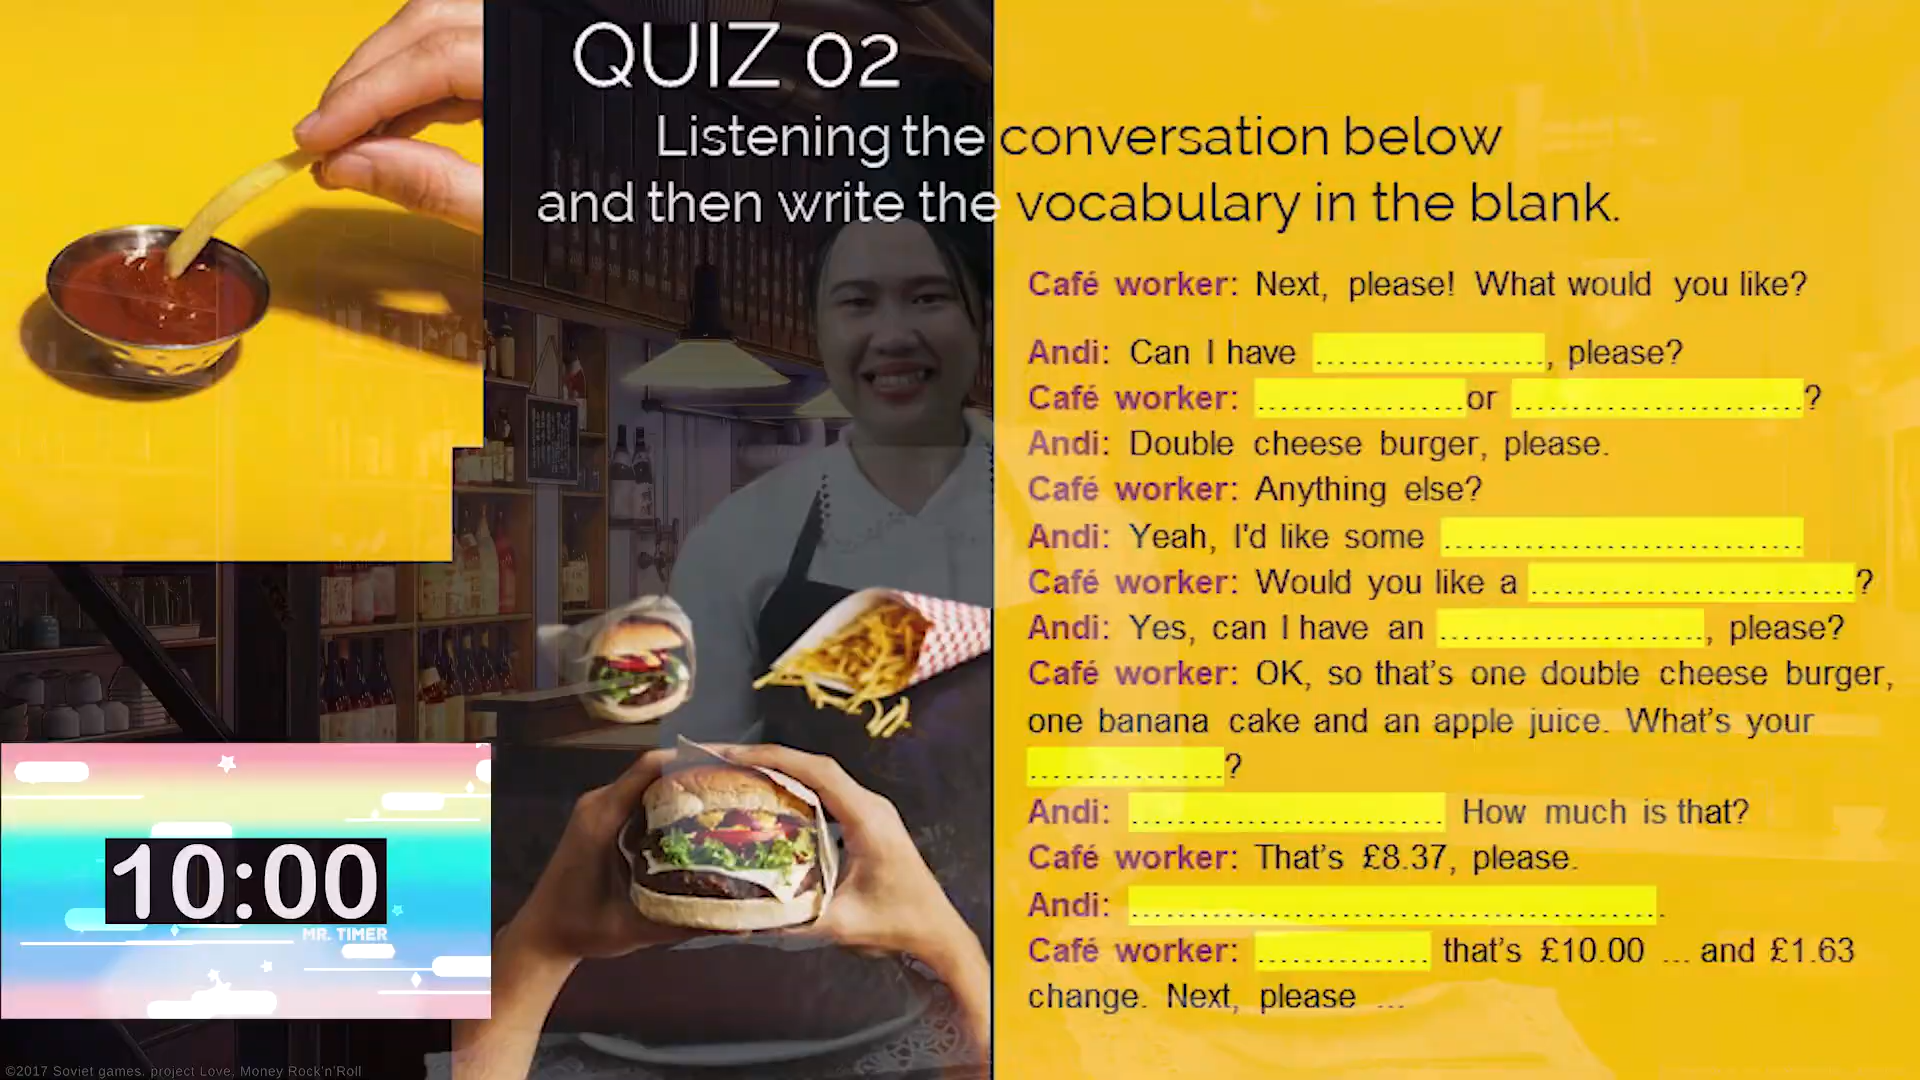 QUIZ 02
Listening the conversation below
and then write the vocabulary in the blank.
Café worker: Next, please! What would you like?
Andi: Can I have ...................., please?
Café worker: ..................or .........................?
Andi: Double cheese burger, please.
Café worker: Anything else?
Andi: Yeah, I'd like some ...............................
Café worker: Would you like a ............................?
Andi: Yes, can I have an ......................., please?
Café worker: OK, so that’s one double cheese burger,
one banana cake and an apple juice. What’s your
.................?
Andi: ........................... How much is that?
Café worker: That’s £8.37, please.
Andi: ..............................................
Café worker: ............... that’s £10.00 ... and £1.63
change. Next, please ...
10:00
MR. TIMER
©2017 Soviet games. project Love, Money Rock'n'Roll